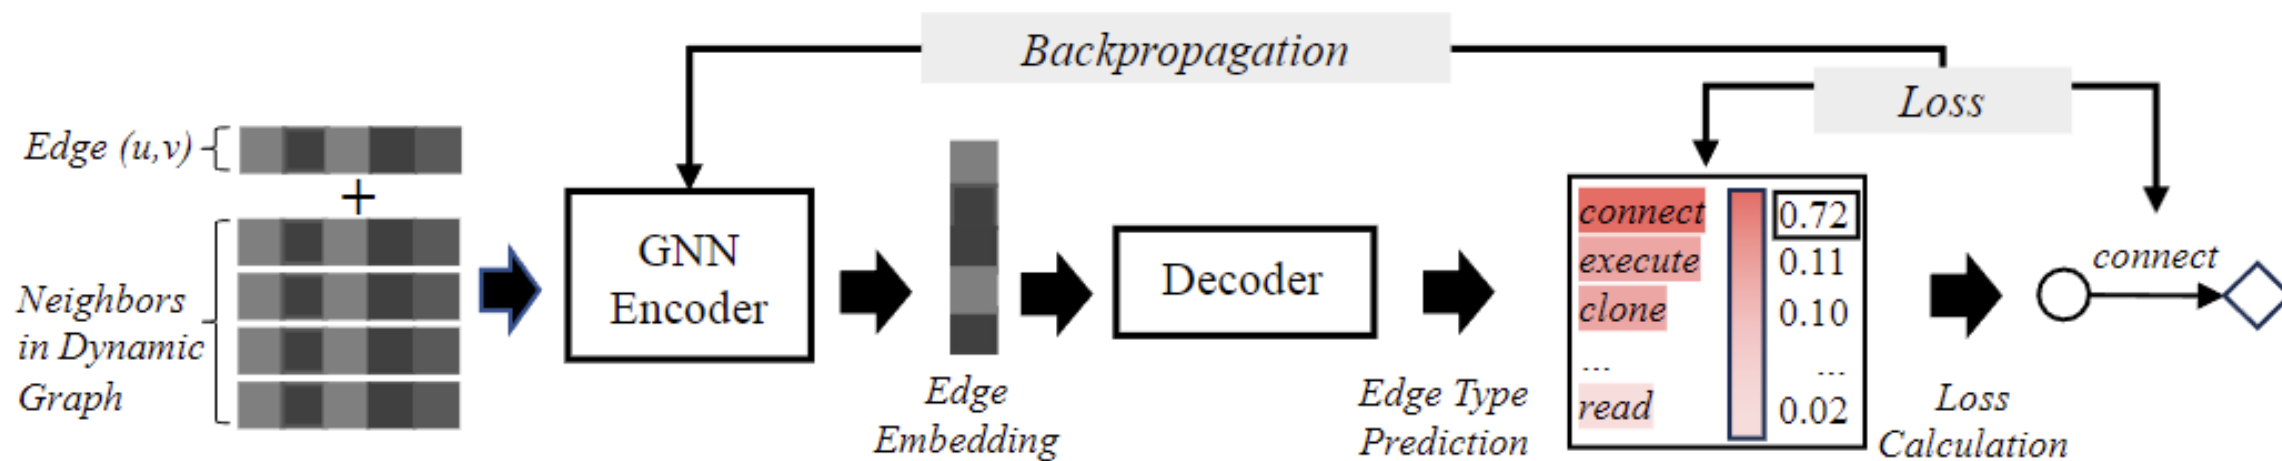 Backpropagation
Loss
Edge (u,v)
+
Neighbors
in Dynamic
Graph
GNN
Encoder
Edge
Embedding
Decoder
Edge Type
Prediction
connect 0.72
execute 0.11
clone 0.10
... ...
read 0.02
Loss
Calculation
connect